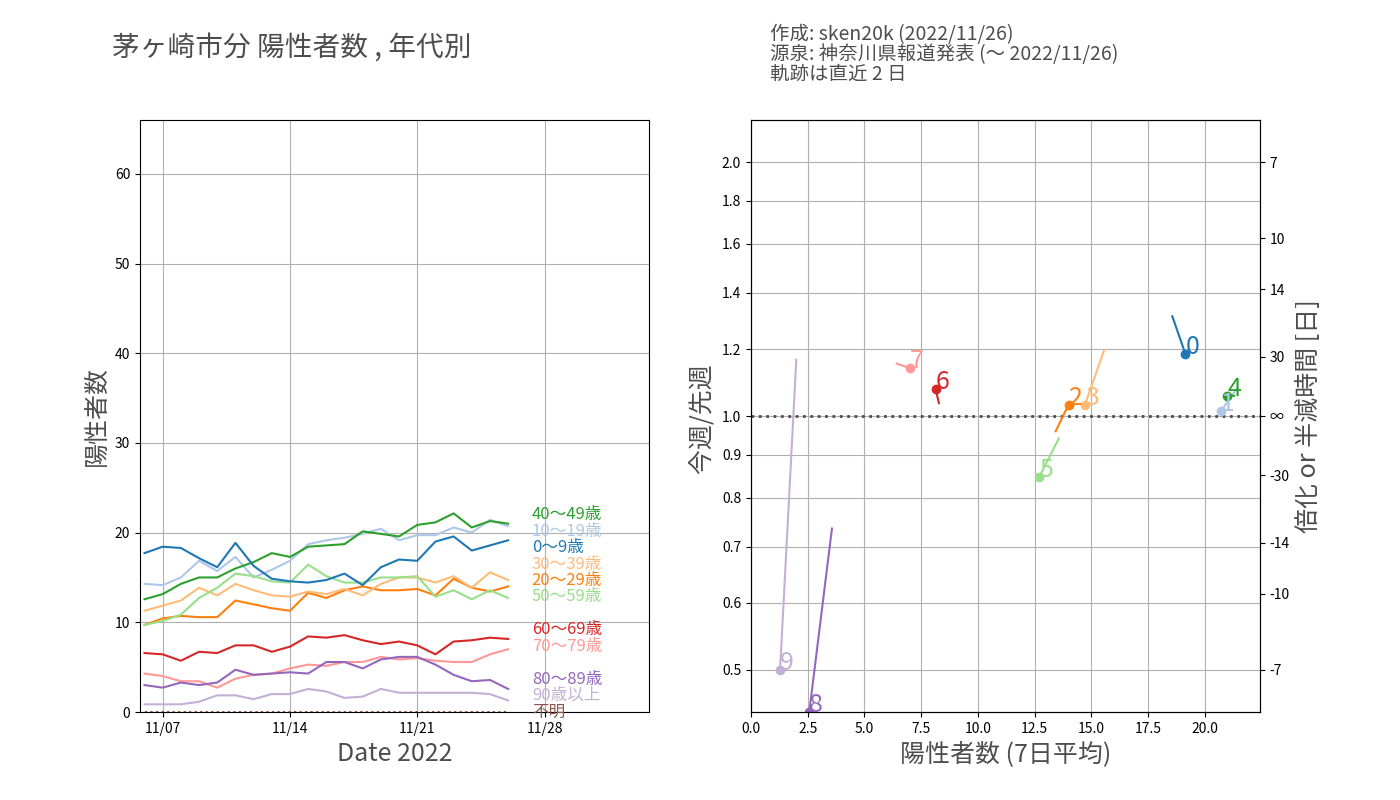 茅ヶ崎市分 陽性者数 , 年代別
作成: sken20k (2022/11/26)
源泉: 神奈川県報道発表 (〜 2022/11/26)
軌跡は直近 2 日
陽性者数
60
50
40
30
20
10
0
40〜49歳
10〜19歳
0〜9歳
30〜39歳
20〜29歳
50〜59歳
60〜69歳
70〜79歳
80〜89歳
90歳以上
不明
11/07 11/14 11/21 11/28
Date 2022
今週/先週
2.0
1.8
1.6
1.4
1.2
1.0
0.9
0.8
0.7
0.6
0.5
0
7
6
4
1
2
3
5
9
8
7
10
14
30
∞
-30
-14
-10
-7
倍化 or 半減時間 [日]
0.0 2.5 5.0 7.5 10.0 12.5 15.0 17.5 20.0
陽性者数 (7日平均)